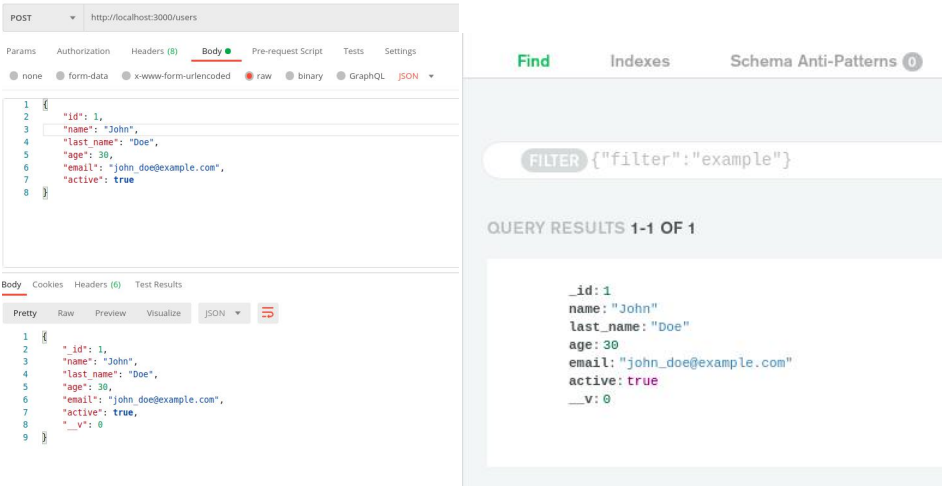 POST http://localhost:3000/users
Params Authorization Headers (8) Body Pre-request Script Tests Settings
none form-data x-www-form-urlencoded raw binary GraphQL JSON
1 {
2 "id": 1,
3 "name": "John",
4 "last_name": "Doe",
5 "age": 30,
6 "email": "john_doe@example.com",
7 "active": true
8 }
Body Cookies Headers (6) Test Results
Pretty Raw Preview Visualize JSON
1 {
2 "_id": 1,
3 "name": "John",
4 "last_name": "Doe",
5 "age": 30,
6 "email": "john_doe@example.com",
7 "active": true,
8 "__v": 0
9 }
Find Indexes Schema Anti-Patterns 0
FILTER {"filter":"example"}
QUERY RESULTS 1-1 OF 1
_id: 1
name: "John"
last_name: "Doe"
age: 30
email: "john_doe@example.com"
active: true
__v: 0